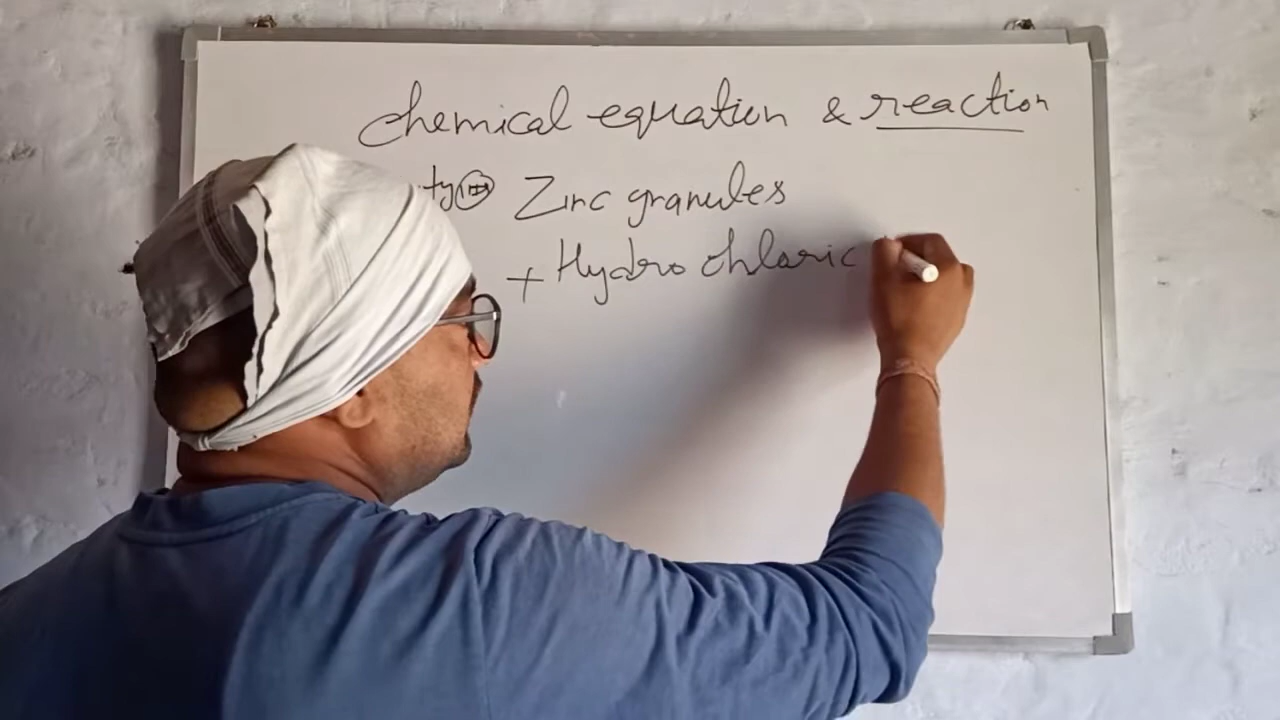 chemical equation & reaction
Zinc granules
+ Hydro chloric